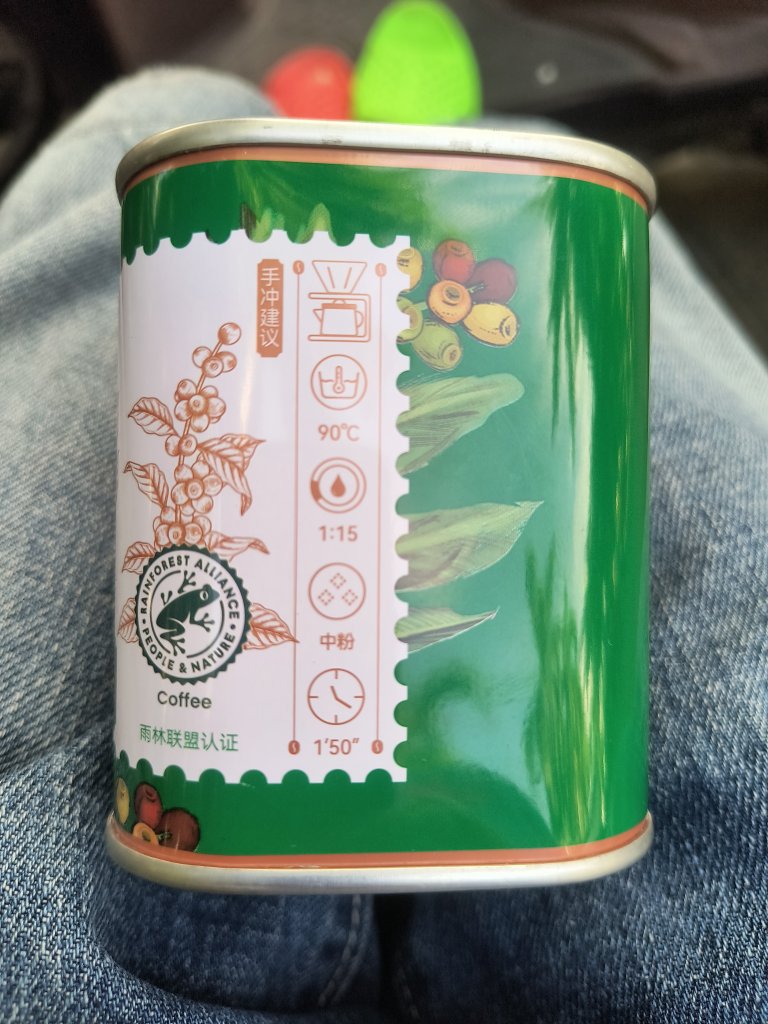 手冲建议
90℃
1:15
中粉
1'50"
RAINFOREST ALLIANCE
PEOPLE & NATURE
Coffee
雨林联盟认证